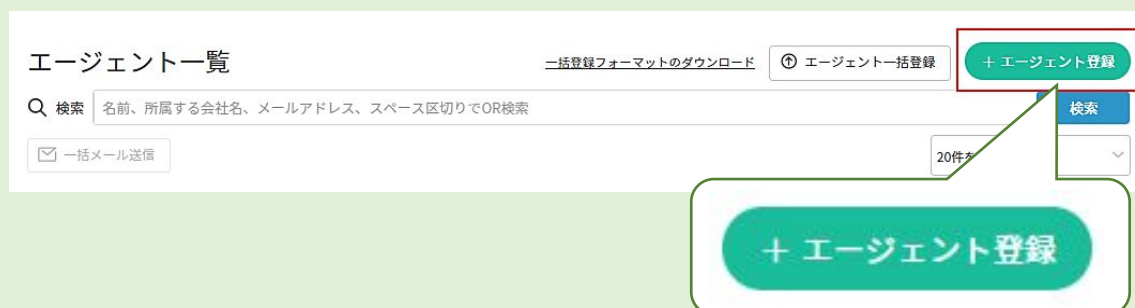 エージェント一覧
一括登録フォーマットのダウンロード
エージェント一括登録
+ エージェント登録
検索
名前、所属する会社名、メールアドレス、スペース区切りでOR検索
検索
一括メール送信
20件を
+ エージェント登録